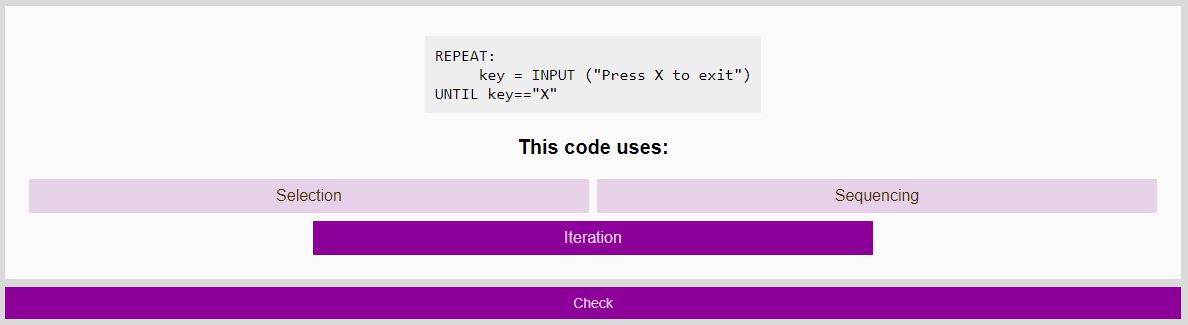 REPEAT:
key = INPUT ("Press X to exit")
UNTIL key=="X"
This code uses:
Selection
Sequencing
Iteration
Check